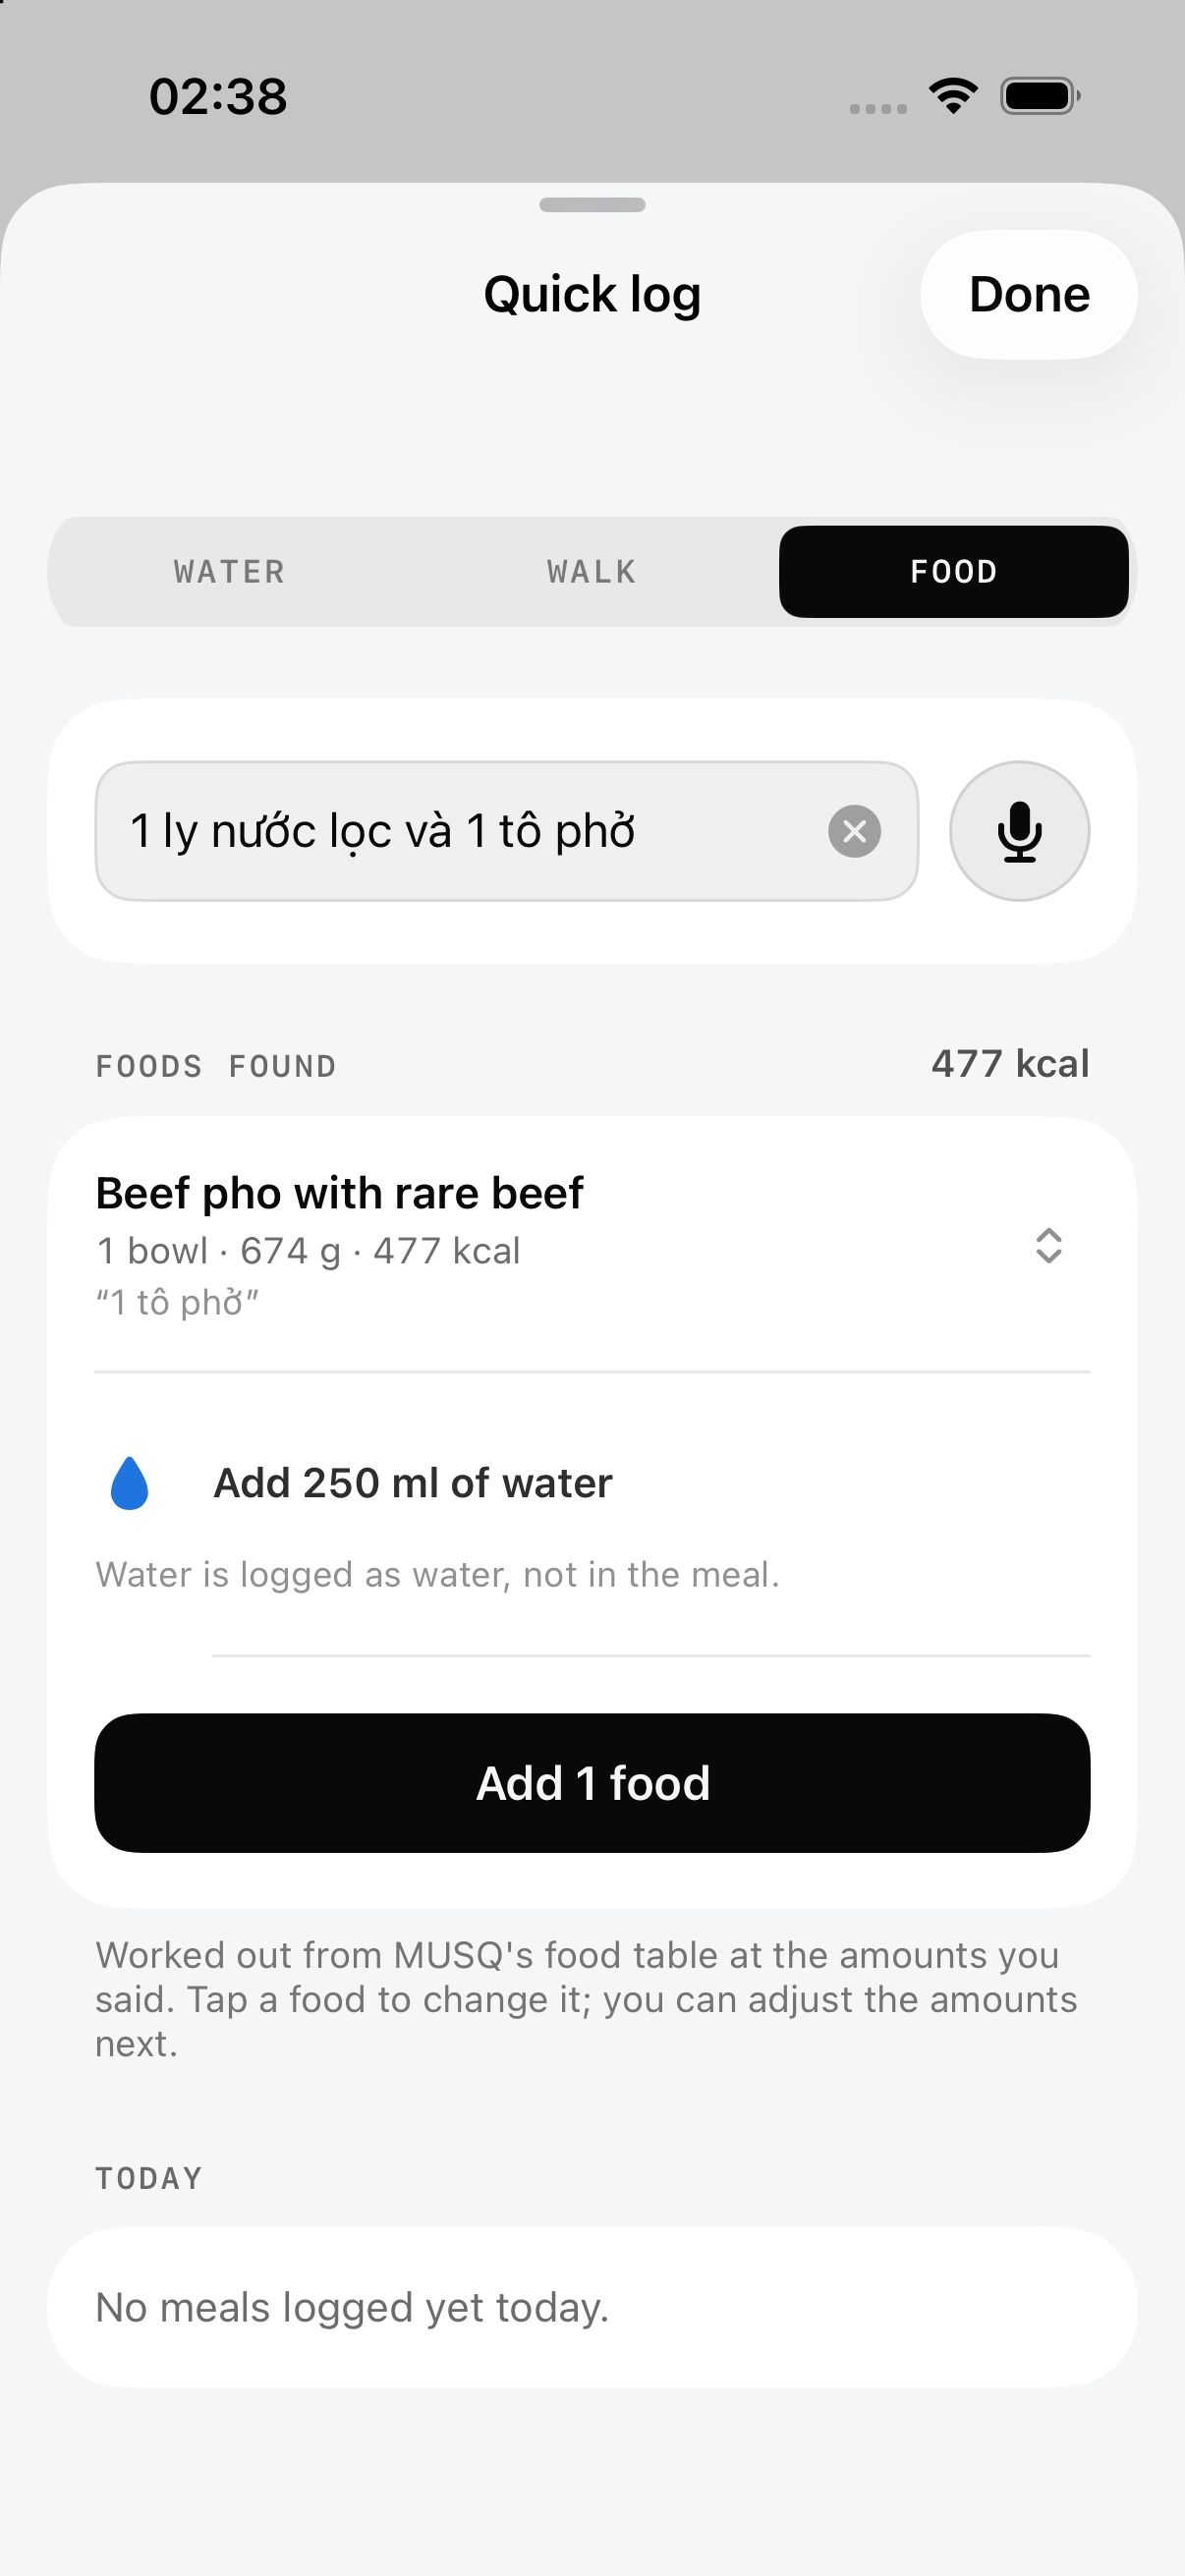 02:38
Quick log
Done
WATER
WALK
FOOD
1 ly nước lọc và 1 tô phở
FOODS FOUND
477 kcal
Beef pho with rare beef
1 bowl · 674 g · 477 kcal
“1 tô phở”
Add 250 ml of water
Water is logged as water, not in the meal.
Add 1 food
Worked out from MUSQ's food table at the amounts you
said. Tap a food to change it; you can adjust the amounts
next.
TODAY
No meals logged yet today.